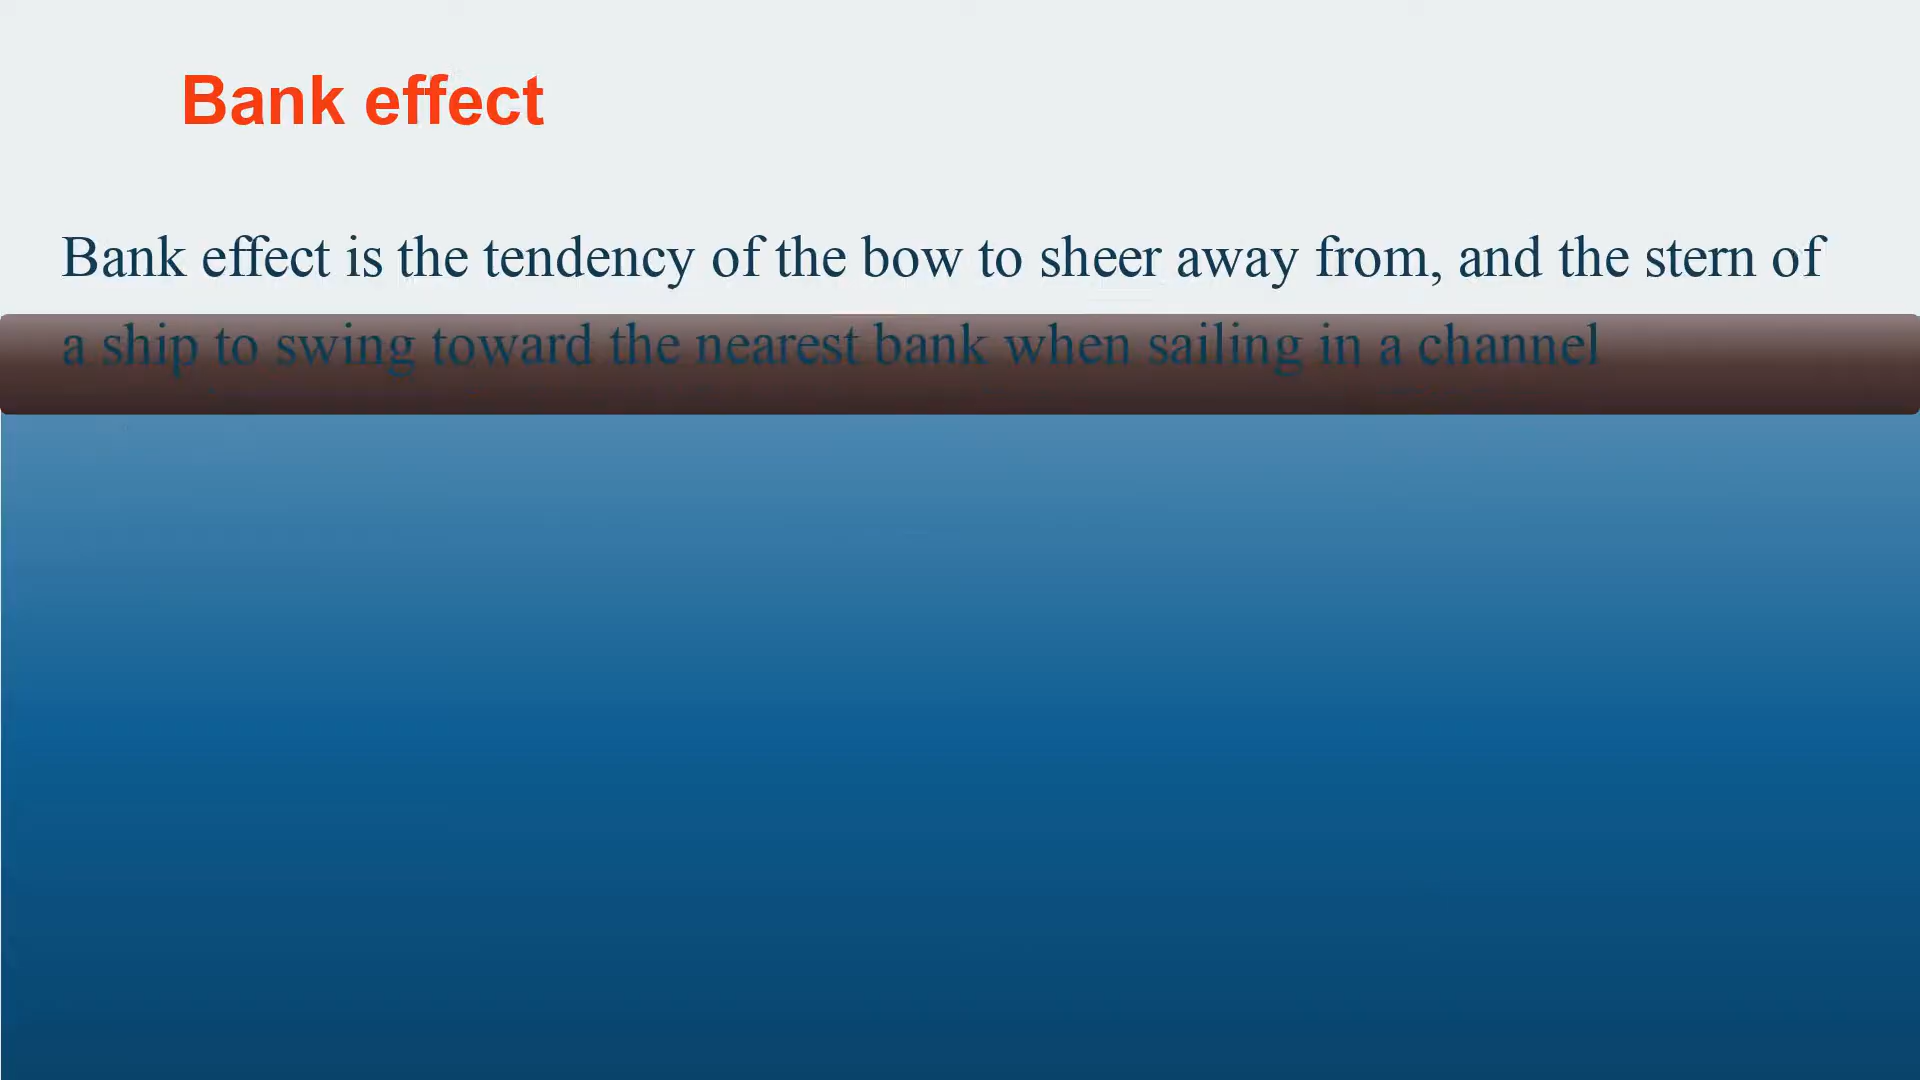 Bank effect
Bank effect is the tendency of the bow to sheer away from, and the stern of
a ship to swing toward the nearest bank when sailing in a channel